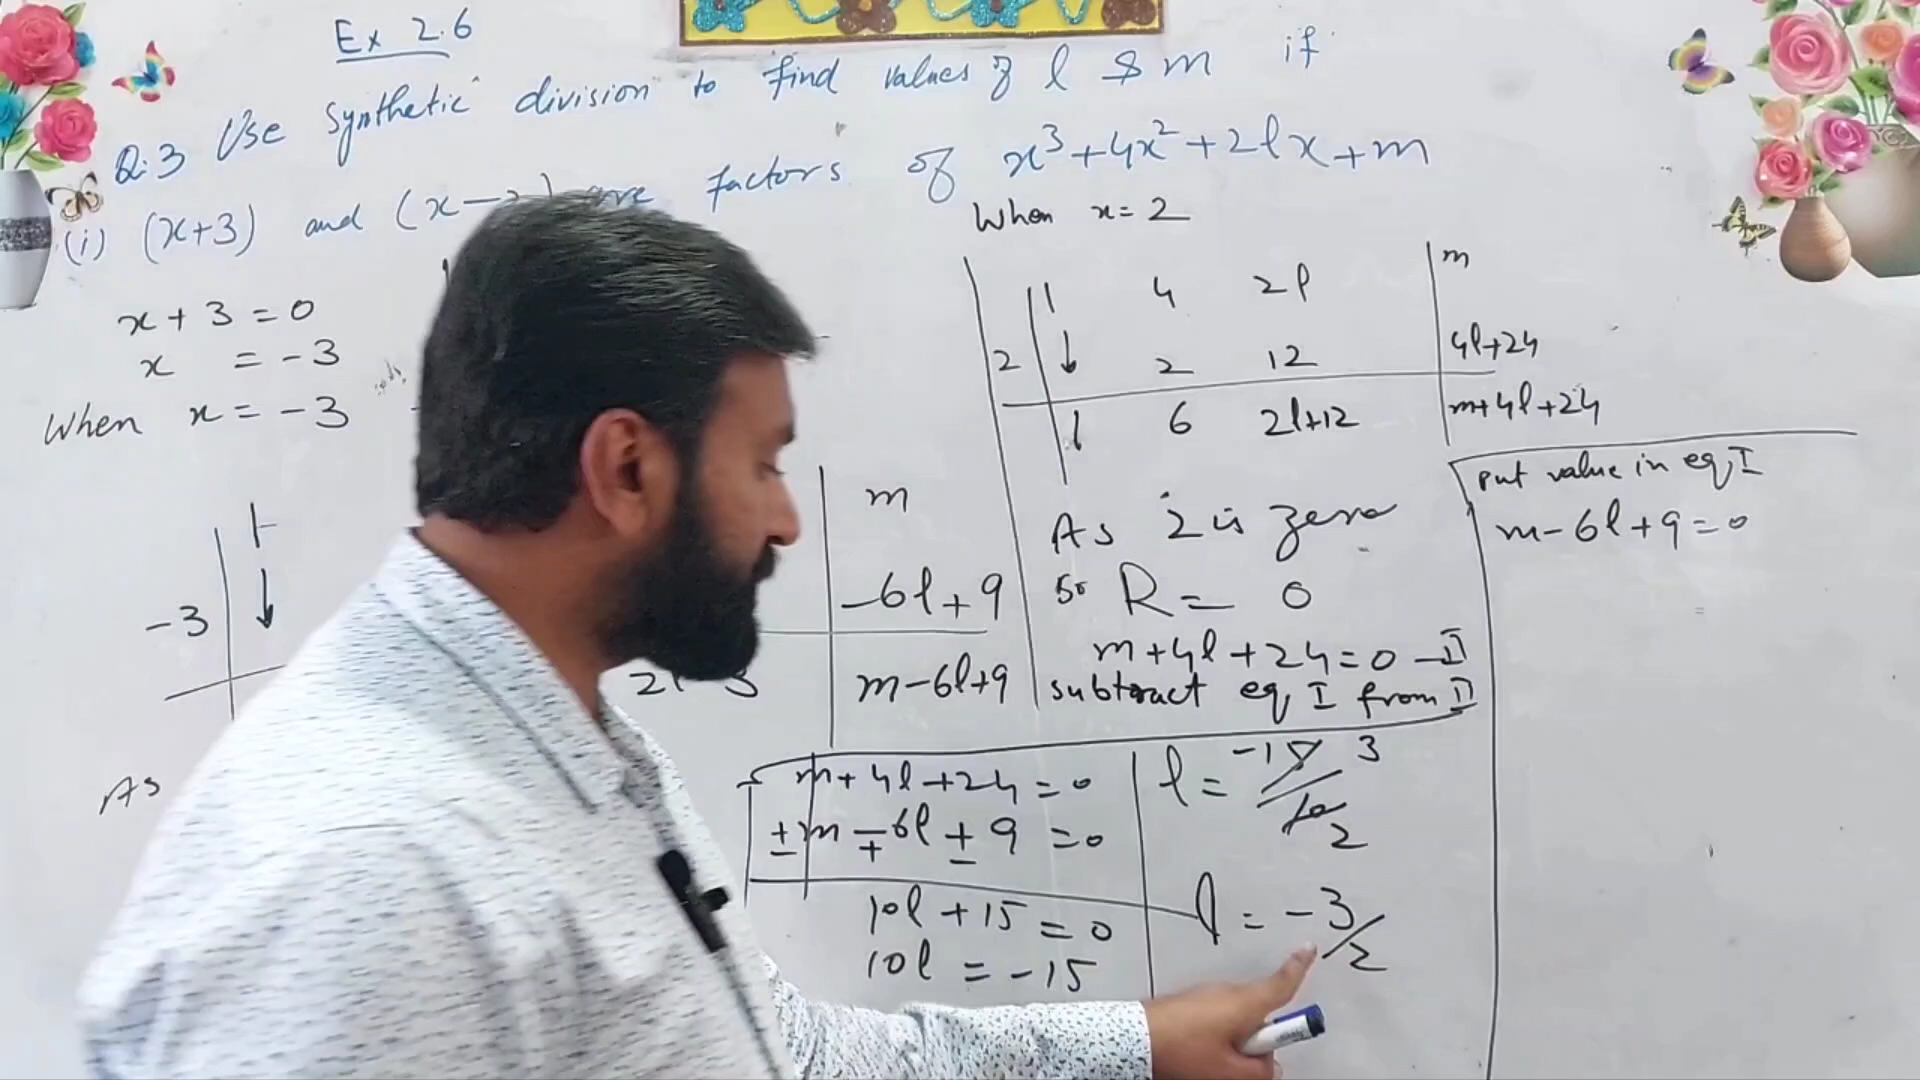 Ex 2.6
Q.3 Use Synthetic division to find values of l & m if
(i) (x+3) and (x- ) are factors of x³+4x²+2lx+m
x+3=0
x = -3
When x = -3
1 m
-3 ↓ -6l+9
m-6l+9
As
When x = 2
1 4 2l m
2 ↓ 2 12 4l+24
1 6 2l+12 m+4l+24
As 2 is zero
so R = 0
m+4l+24=0 -II
subtract eq I from II
m+4l+24=0
±m∓6l±9=0
10l+15=0
10l = -15
l = -15/10 3 2
l = -3/2
put value in eq I
m-6l+9=0